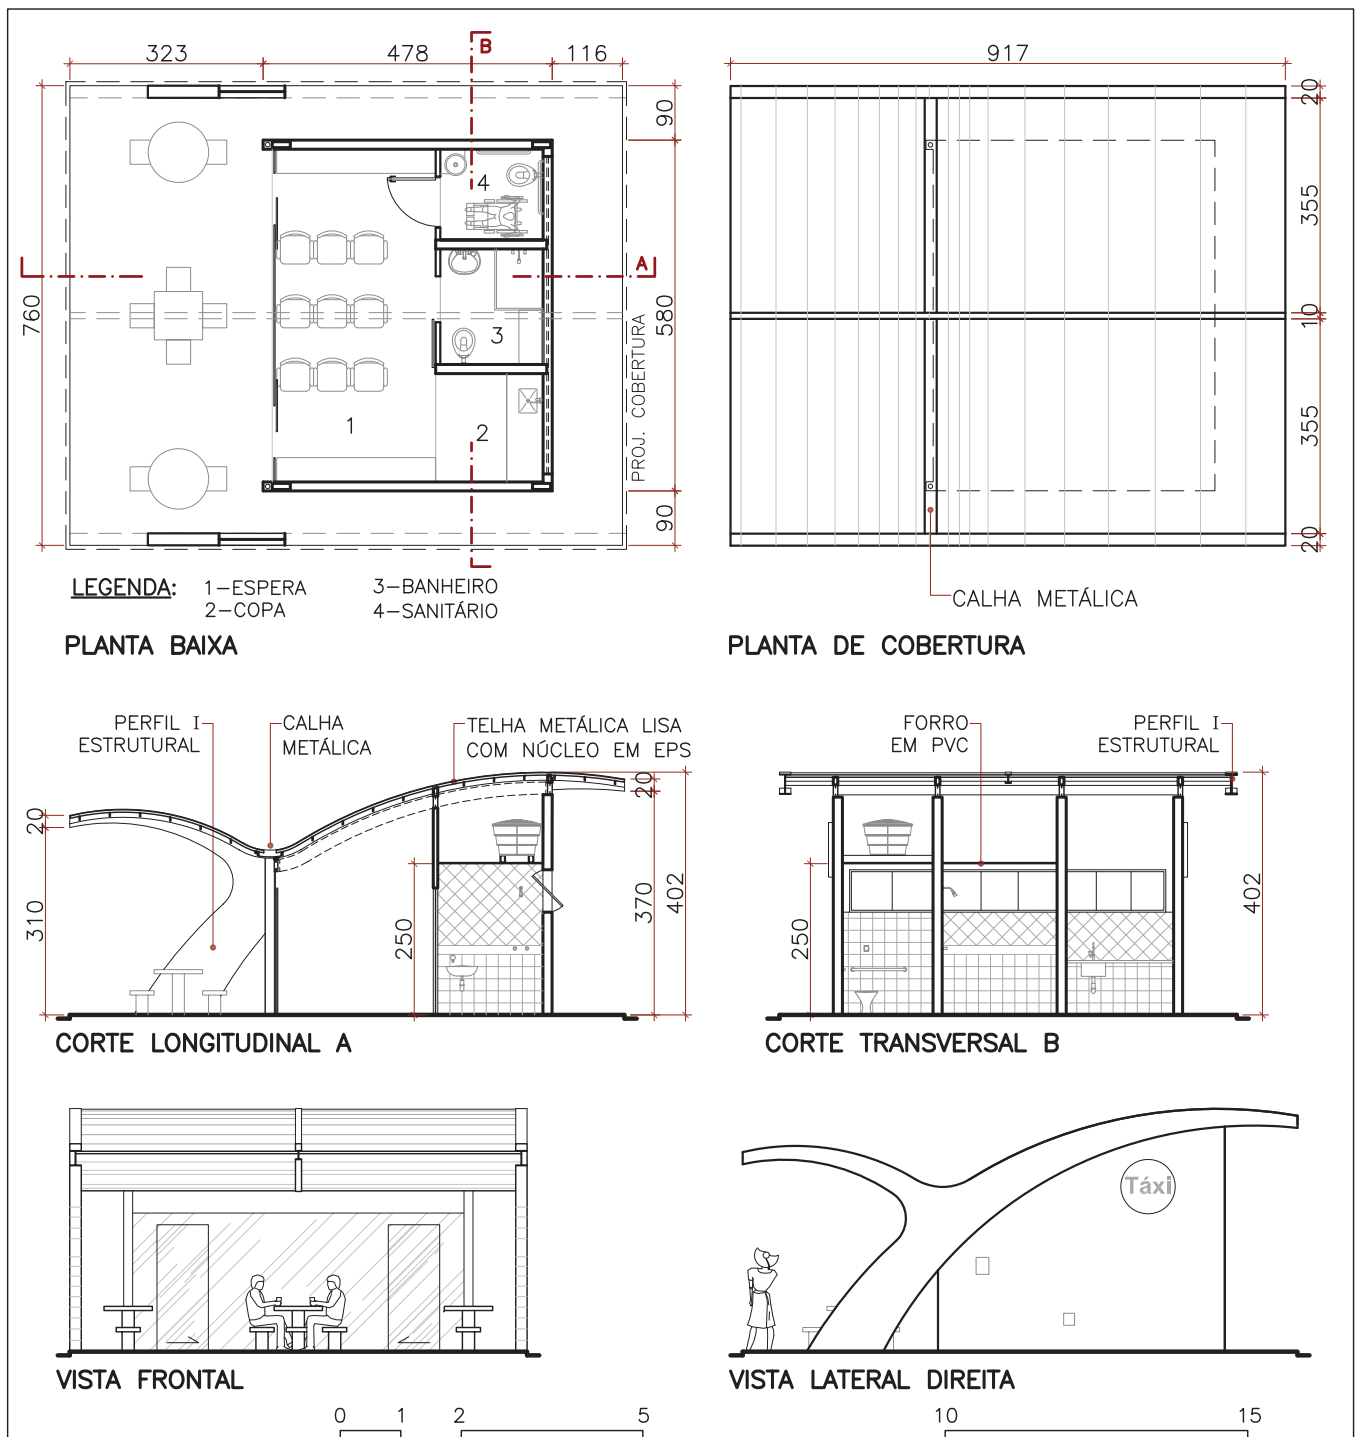 323
478
116
B
90
4
A
760
580
3
PROJ. COBERTURA
1
2
90
LEGENDA:
1-ESPERA
2-COPA
3-BANHEIRO
4-SANITÁRIO
PLANTA BAIXA
917
20
355
10
355
20
CALHA METÁLICA
PLANTA DE COBERTURA
PERFIL I
ESTRUTURAL
CALHA
METÁLICA
TELHA METÁLICA LISA
COM NÚCLEO EM EPS
20
310
250
20
370
402
CORTE LONGITUDINAL A
FORRO
EM PVC
PERFIL I
ESTRUTURAL
250
402
CORTE TRANSVERSAL B
VISTA FRONTAL
Táxi
VISTA LATERAL DIREITA
0 1 2 5 10 15